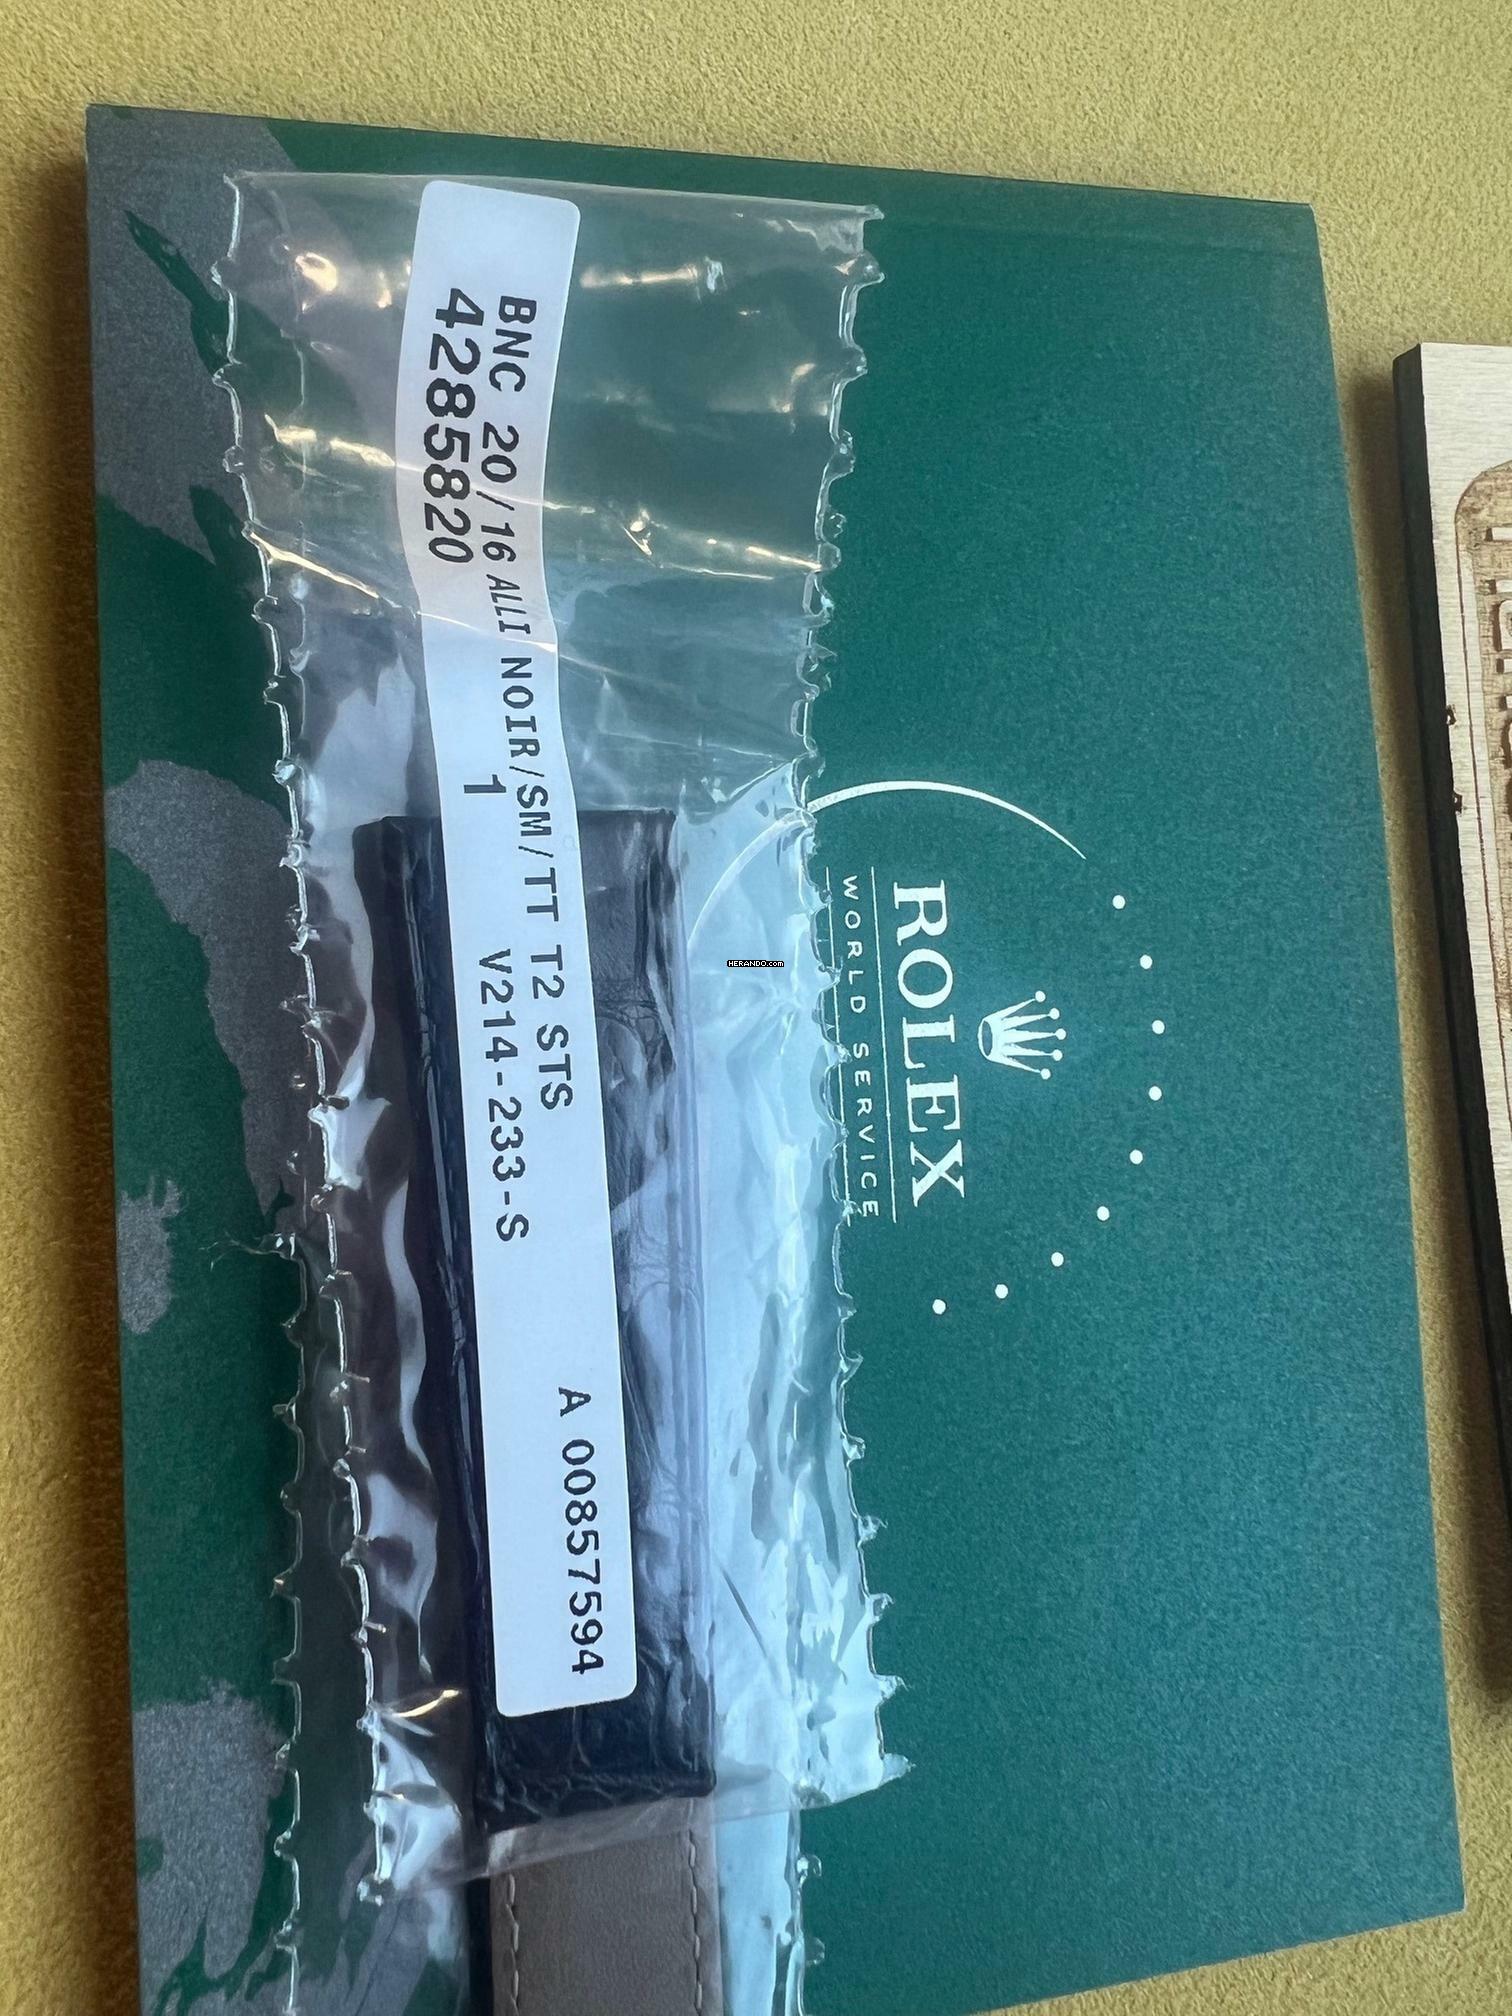 BNC 20/16 ALLI NOIR/SM/TT T2 STS
4285820
1
V214-233-S
A 00857594
ROLEX
WORLD SERVICE
HERANDO.com